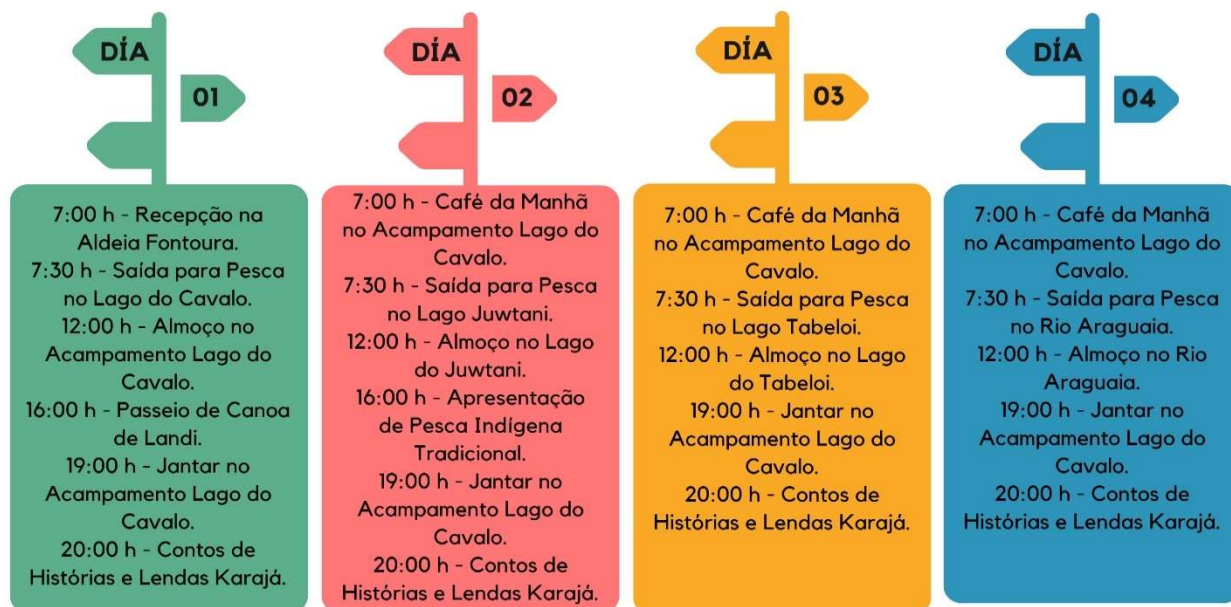 DÍA
01
7:00 h - Recepção na
Aldeia Fontoura.
7:30 h - Saída para Pesca
no Lago do Cavalo.
12:00 h - Almoço no
Acampamento Lago do
Cavalo.
16:00 h - Passeio de Canoa
de Landi.
19:00 h - Jantar no
Acampamento Lago do
Cavalo.
20:00 h - Contos de
Histórias e Lendas Karajá.
DÍA
02
7:00 h - Café da Manhã
no Acampamento Lago do
Cavalo.
7:30 h - Saída para Pesca
no Lago Juwtani.
12:00 h - Almoço no Lago
do Juwtani.
16:00 h - Apresentação
de Pesca Indígena
Tradicional.
19:00 h - Jantar no
Acampamento Lago do
Cavalo.
20:00 h - Contos de
Histórias e Lendas Karajá.
DÍA
03
7:00 h - Café da Manhã
no Acampamento Lago do
Cavalo.
7:30 h - Saída para Pesca
no Lago Tabeloi.
12:00 h - Almoço no Lago
do Tabeloi.
19:00 h - Jantar no
Acampamento Lago do
Cavalo.
20:00 h - Contos de
Histórias e Lendas Karajá.
DÍA
04
7:00 h - Café da Manhã
no Acampamento Lago do
Cavalo.
7:30 h - Saída para Pesca
no Rio Araguaia.
12:00 h - Almoço no Rio
Araguaia.
19:00 h - Jantar no
Acampamento Lago do
Cavalo.
20:00 h - Contos de
Histórias e Lendas Karajá.